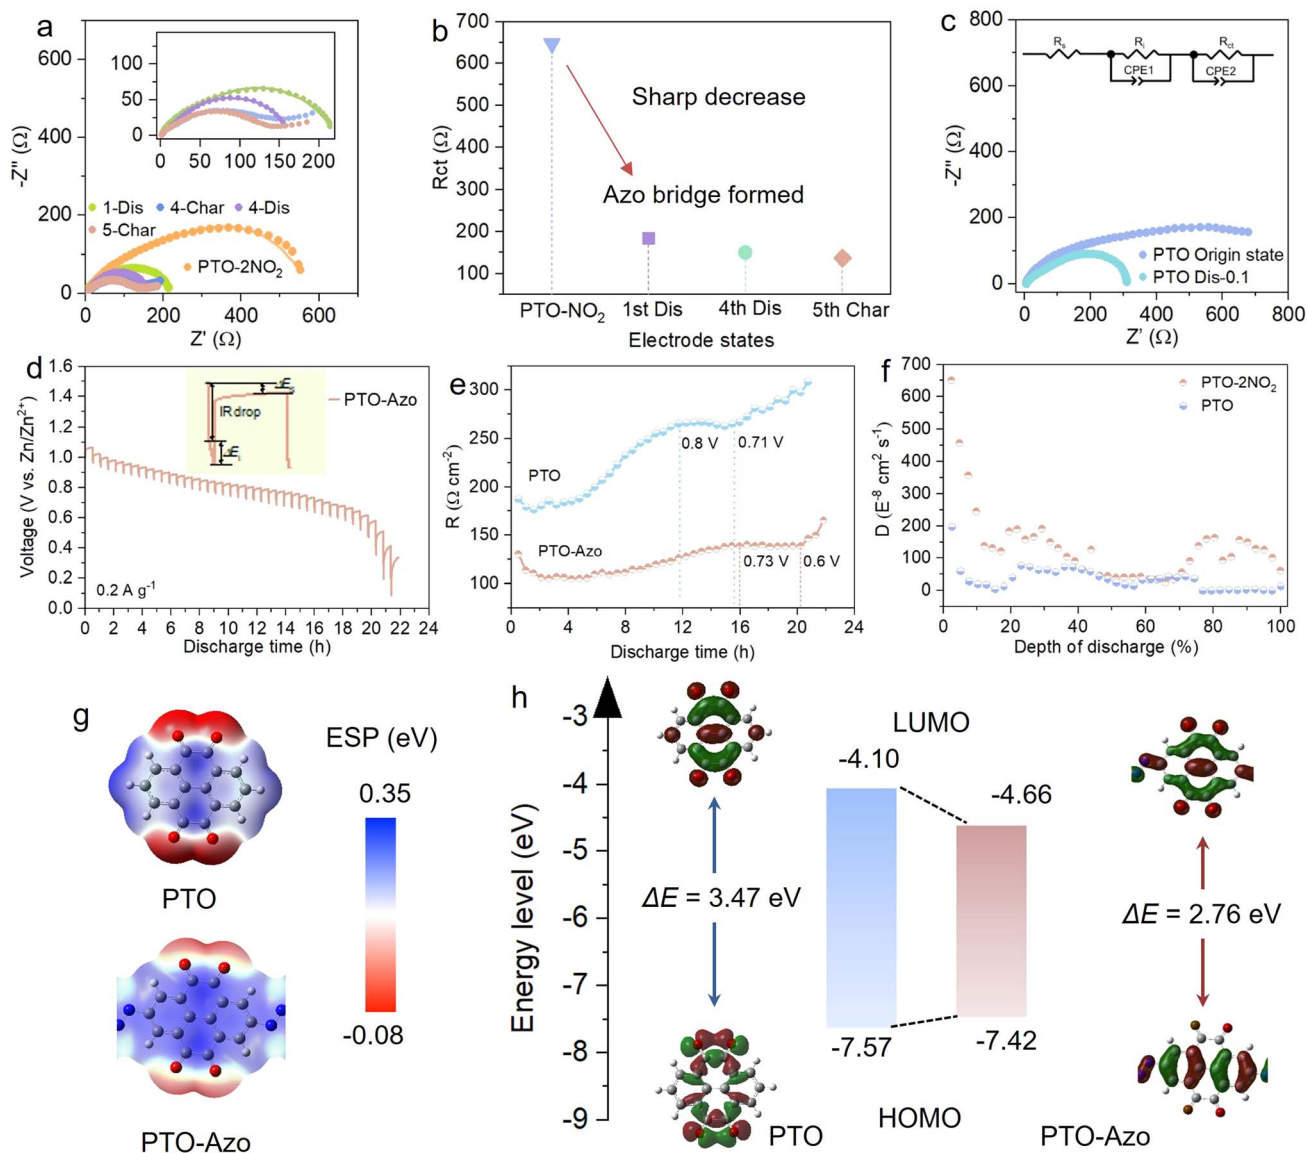 a
600
400
200
0
-Z" (Ω)
100
50
0
0 50 100 150 200
1-Dis 4-Char 4-Dis
5-Char
PTO-2NO₂
0 200 400 600
Z' (Ω)
b
700
600
500
400
300
200
100
Rct (Ω)
Sharp decrease
Azo bridge formed
PTO-NO₂ 1st Dis 4th Dis 5th Char
Electrode states
c
800
600
400
200
0
-Z" (Ω)
Rs Ri Rct
CPE1 CPE2
PTO Origin state
PTO Dis-0.1
0 200 400 600 800
Z' (Ω)
d
1.6
1.4
1.2
1.0
0.8
0.6
0.4
0.2
0.0
Voltage (V vs. Zn/Zn²⁺)
IR drop
PTO-Azo
0.2 A g⁻¹
0 2 4 6 8 10 12 14 16 18 20 22 24
Discharge time (h)
e
300
250
200
150
100
R (Ω cm⁻²)
0.8 V 0.71 V
PTO
PTO-Azo
0.73 V 0.6 V
0 4 8 12 16 20 24
Discharge time (h)
f
700
600
500
400
300
200
100
0
D (E⁻⁸ cm² s⁻¹)
PTO-2NO₂
PTO
0 20 40 60 80 100
Depth of discharge (%)
g
ESP (eV)
0.35
-0.08
PTO
PTO-Azo
h
-3
-4
-5
-6
-7
-8
-9
Energy level (eV)
LUMO
-4.10
-4.66
ΔE = 3.47 eV
ΔE = 2.76 eV
-7.57
-7.42
HOMO
PTO
PTO-Azo